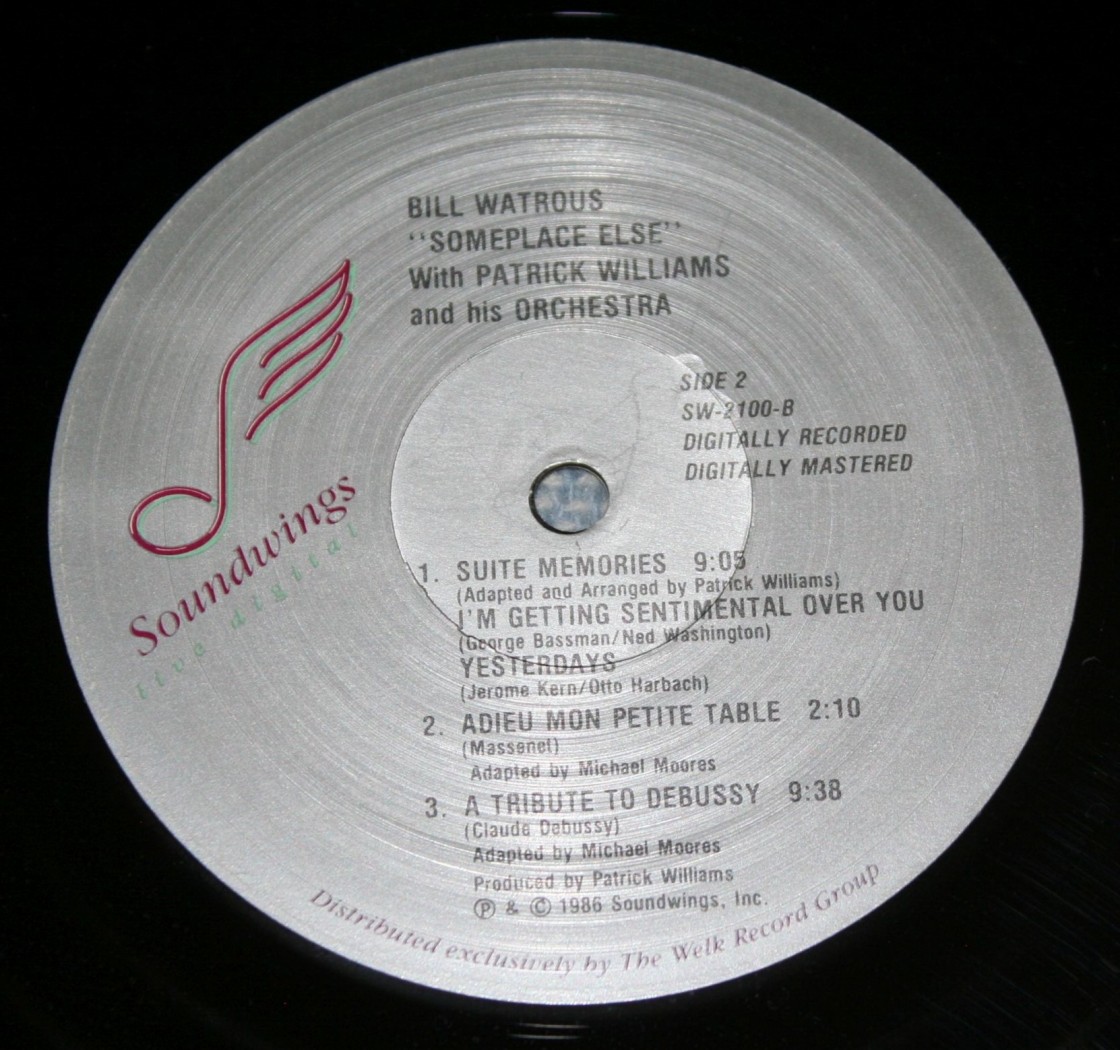 BILL WATROUS
"SOMEPLACE ELSE"
With PATRICK WILLIAMS
and his ORCHESTRA
SIDE 2
SW-2100-B
DIGITALLY RECORDED
DIGITALLY MASTERED
Soundwings
live digital
1. SUITE MEMORIES 9:05
(Adapted and Arranged by Patrick Williams)
I'M GETTING SENTIMENTAL OVER YOU
(George Bassman/Ned Washington)
YESTERDAYS
(Jerome Kern/Otto Harbach)
2. ADIEU MON PETITE TABLE 2:10
(Massenet)
Adapted by Michael Moores
3. A TRIBUTE TO DEBUSSY 9:38
(Claude Debussy)
Adapted by Michael Moores
Produced by Patrick Williams
℗ & © 1986 Soundwings, Inc.
Distributed exclusively by The Welk Record Group